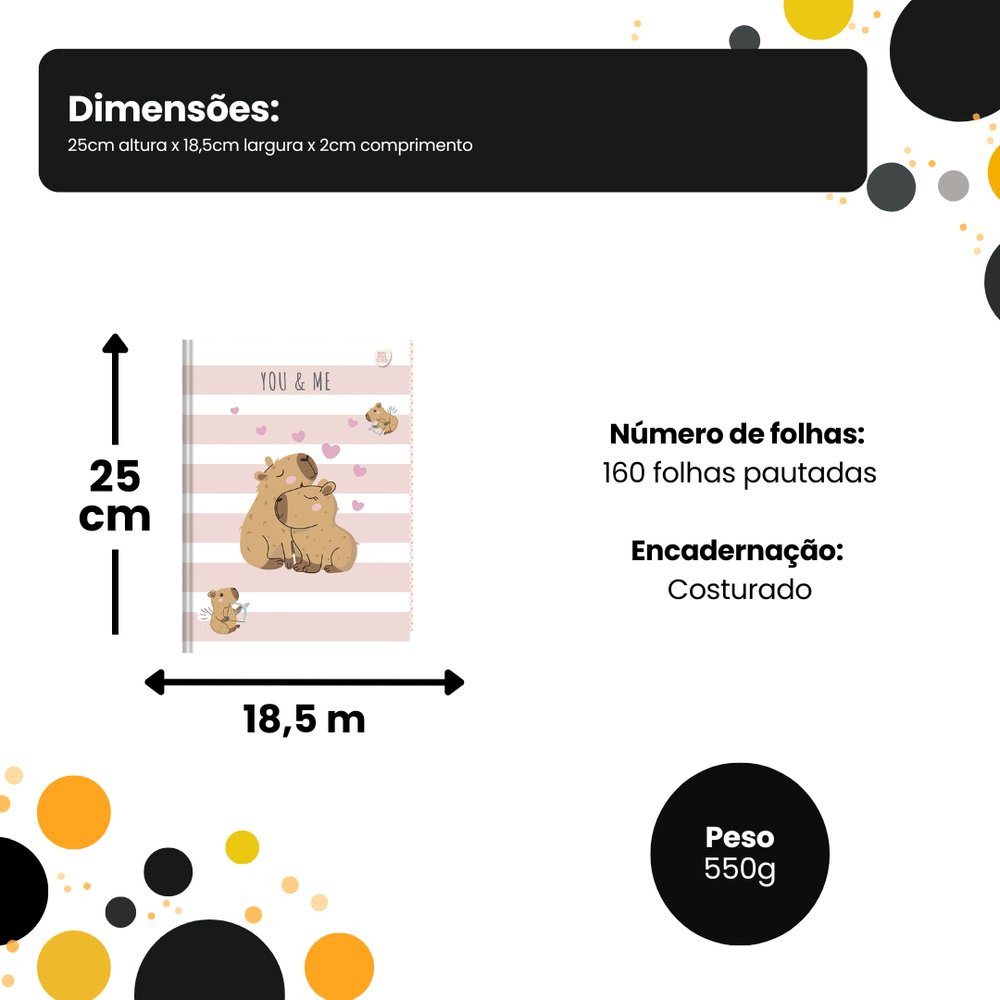 Dimensões:
25cm altura x 18,5cm largura x 2cm comprimento
YOU & ME
25
cm
18,5 m
Número de folhas:
160 folhas pautadas
Encadernação:
Costurado
Peso
550g